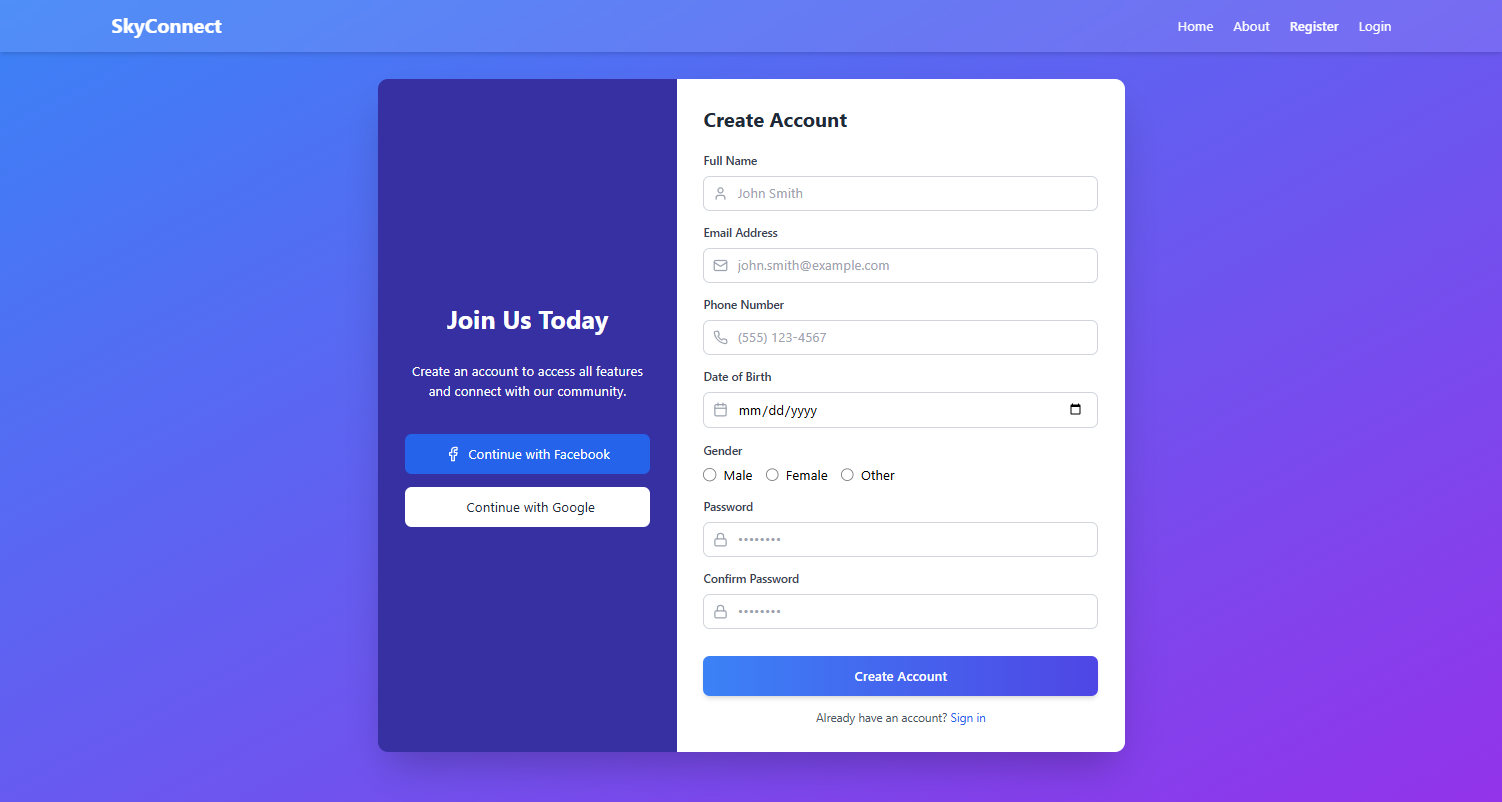 SkyConnect
Home About Register Login
Join Us Today
Create an account to access all features
and connect with our community.
Continue with Facebook
Continue with Google
Create Account
Full Name
John Smith
Email Address
john.smith@example.com
Phone Number
(555) 123-4567
Date of Birth
mm/dd/yyyy
Gender
Male Female Other
Password
••••••••
Confirm Password
••••••••
Create Account
Already have an account? Sign in